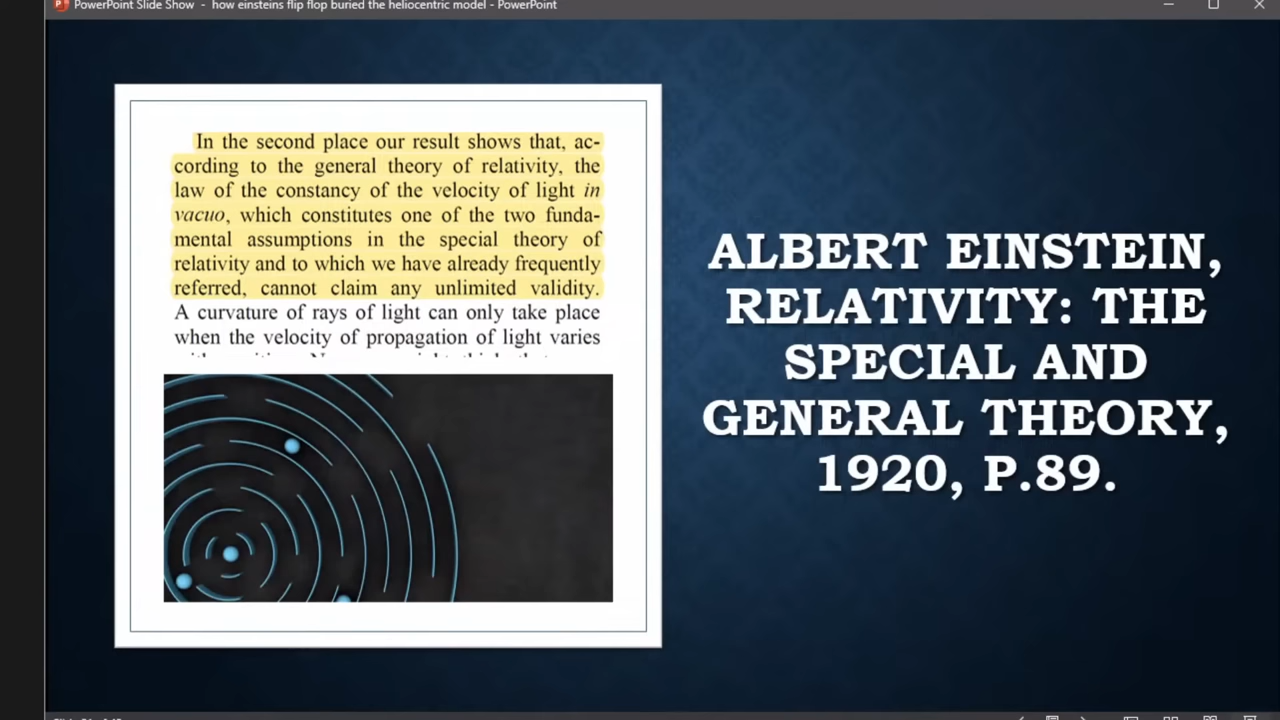 PowerPoint Slide Show - how einsteins flip flop buried the heliocentric model - PowerPoint
In the second place our result shows that, ac-
cording to the general theory of relativity, the
law of the constancy of the velocity of light in
vacuo, which constitutes one of the two funda-
mental assumptions in the special theory of
relativity and to which we have already frequently
referred, cannot claim any unlimited validity.
A curvature of rays of light can only take place
when the velocity of propagation of light varies
ALBERT EINSTEIN,
RELATIVITY: THE
SPECIAL AND
GENERAL THEORY,
1920, P.89.